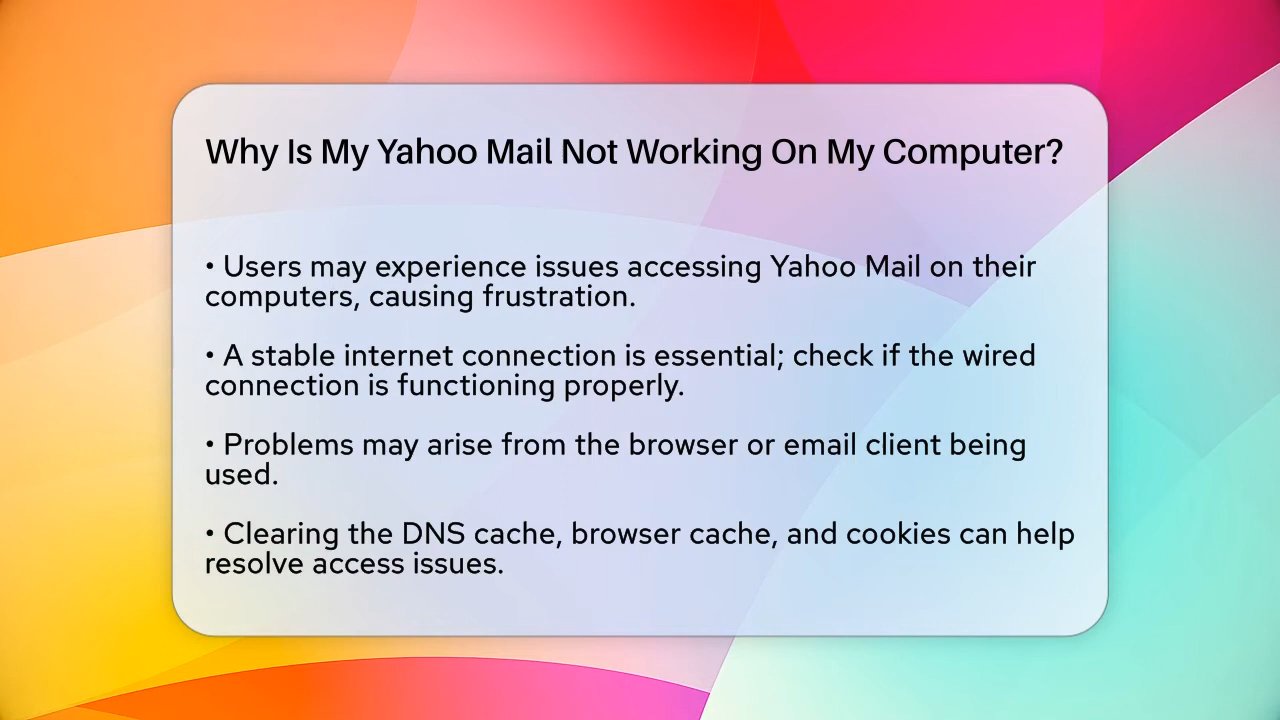 Why Is My Yahoo Mail Not Working On My Computer?
• Users may experience issues accessing Yahoo Mail on their
computers, causing frustration.
• A stable internet connection is essential; check if the wired
connection is functioning properly.
• Problems may arise from the browser or email client being
used.
• Clearing the DNS cache, browser cache, and cookies can help
resolve access issues.